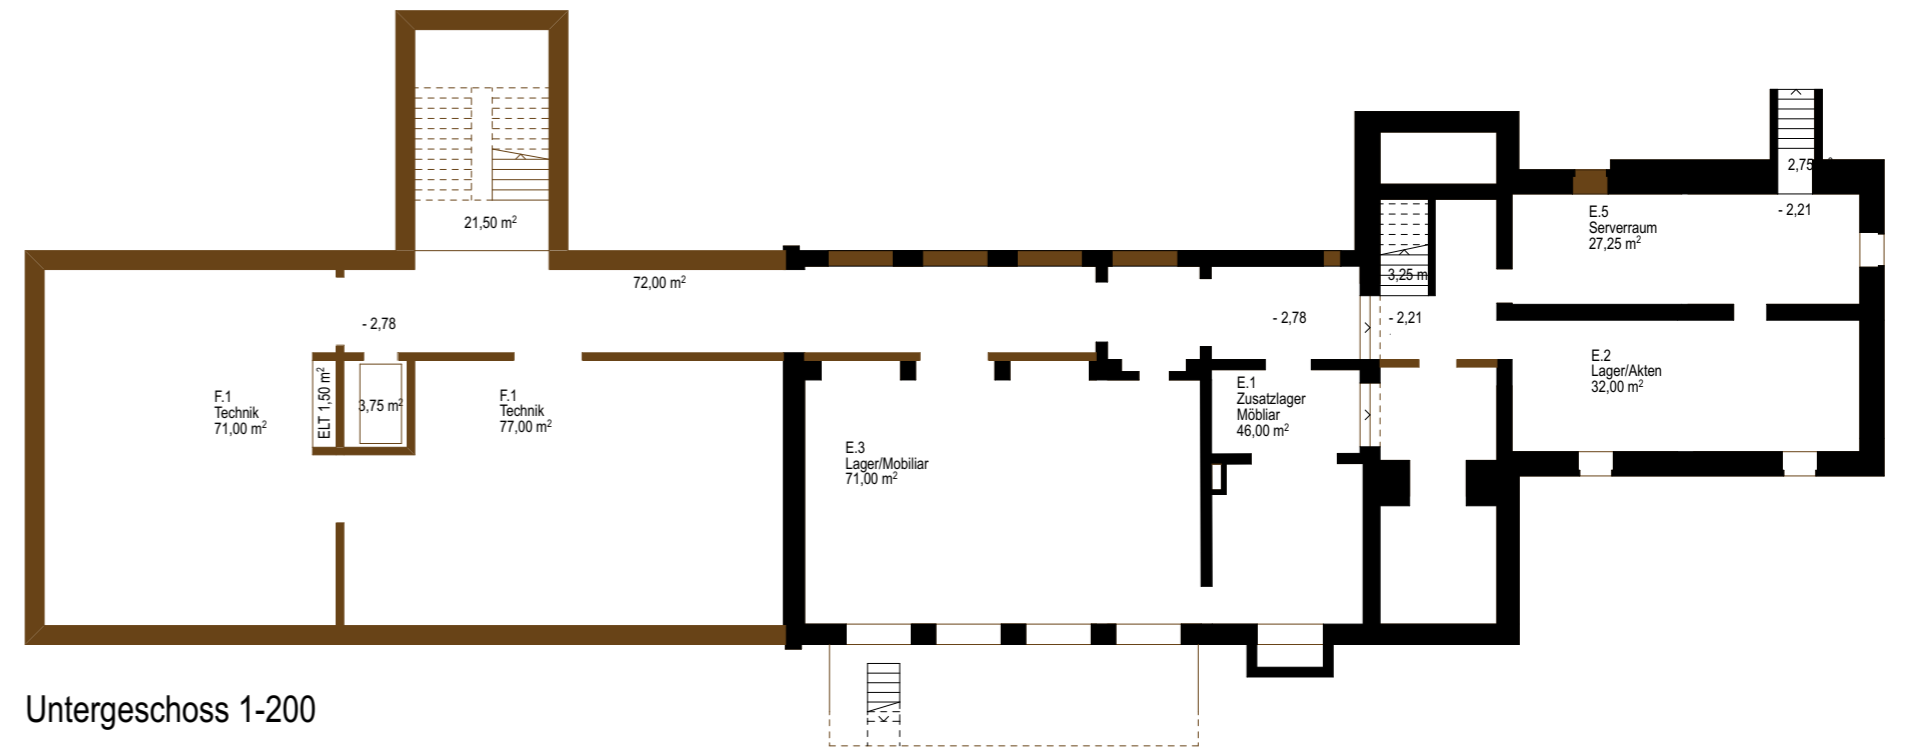 2,75
21,50 m²
E.5
Serverraum
27,25 m²
- 2,21
72,00 m²
3,25 m
- 2,78
- 2,78
- 2,21
F.1
Technik
71,00 m²
ELT 1,50 m²
3,75 m²
F.1
Technik
77,00 m²
E.1
Zusatzlager
Möbliar
46,00 m²
E.2
Lager/Akten
32,00 m²
E.3
Lager/Mobiliar
71,00 m²
Untergeschoss 1-200